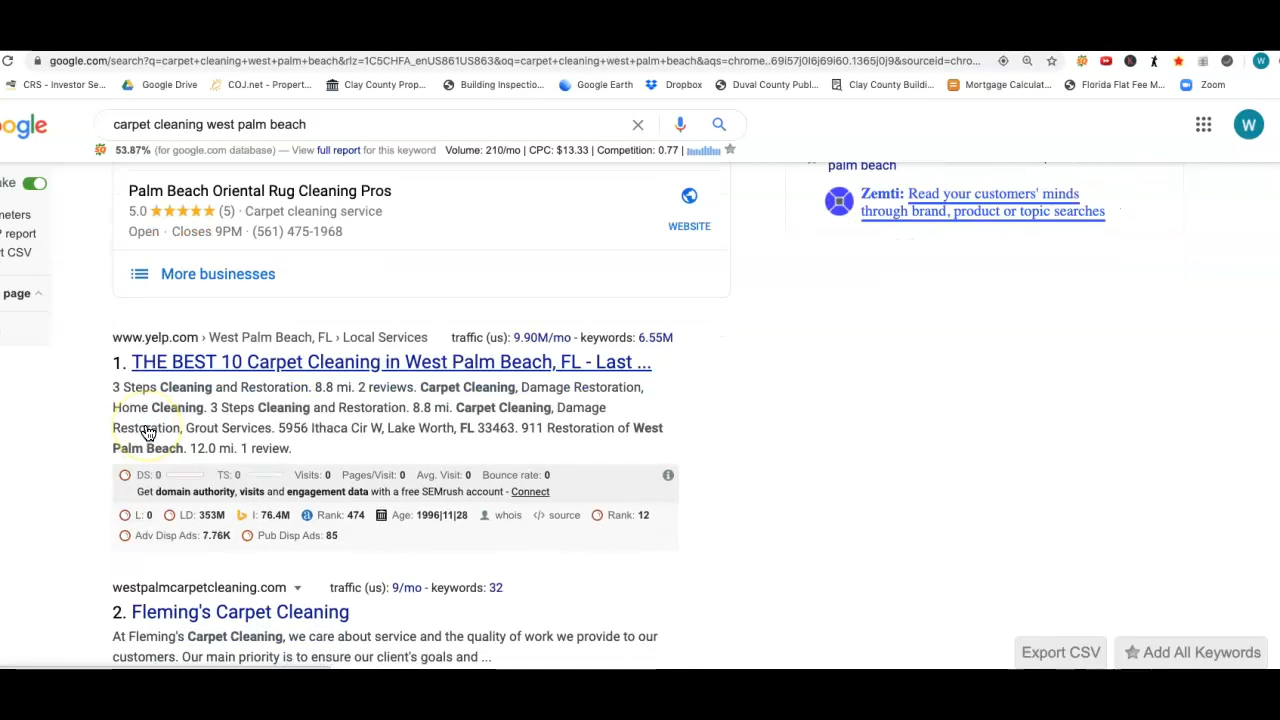 google.com/search?q=carpet+cleaning+west+palm+beach&rlz=1C5CHFA_enUS861US863&oq=carpet+cleaning+west+palm+beach&aqs=chrome..69i57j0l6j69i60.1365j0j9&sourceid=chro...
W
CRS - Investor Se... Google Drive COJ.net - Propert... Clay County Prop... Building Inspectio... Google Earth Dropbox Duval County Publ... Clay County Buildi... Mortgage Calculat... Florida Flat Fee M... Zoom
ogle carpet cleaning west palm beach W
53.87% (for google.com database) — View full report for this keyword Volume: 210/mo | CPC: $13.33 | Competition: 0.77 |
ke
meters
P report
rt CSV
page
Palm Beach Oriental Rug Cleaning Pros
5.0 (5) · Carpet cleaning service
Open · Closes 9PM · (561) 475-1968
WEBSITE
More businesses
palm beach
Zemti: Read your customers' minds
through brand, product or topic searches
www.yelp.com › West Palm Beach, FL › Local Services traffic (us): 9.90M/mo - keywords: 6.55M
1. THE BEST 10 Carpet Cleaning in West Palm Beach, FL - Last ...
3 Steps Cleaning and Restoration. 8.8 mi. 2 reviews. Carpet Cleaning, Damage Restoration,
Home Cleaning. 3 Steps Cleaning and Restoration. 8.8 mi. Carpet Cleaning, Damage
Restoration, Grout Services. 5956 Ithaca Cir W, Lake Worth, FL 33463. 911 Restoration of West
Palm Beach. 12.0 mi. 1 review.
DS: 0 TS: 0 Visits: 0 Pages/Visit: 0 Avg. Visit: 0 Bounce rate: 0
Get domain authority, visits and engagement data with a free SEMrush account - Connect
L: 0 LD: 353M I: 76.4M Rank: 474 Age: 1996|11|28 whois source Rank: 12
Adv Disp Ads: 7.76K Pub Disp Ads: 85
westpalmcarpetcleaning.com traffic (us): 9/mo - keywords: 32
2. Fleming's Carpet Cleaning
At Fleming's Carpet Cleaning, we care about service and the quality of work we provide to our
customers. Our main priority is to ensure our client's goals and ...
Export CSV Add All Keywords